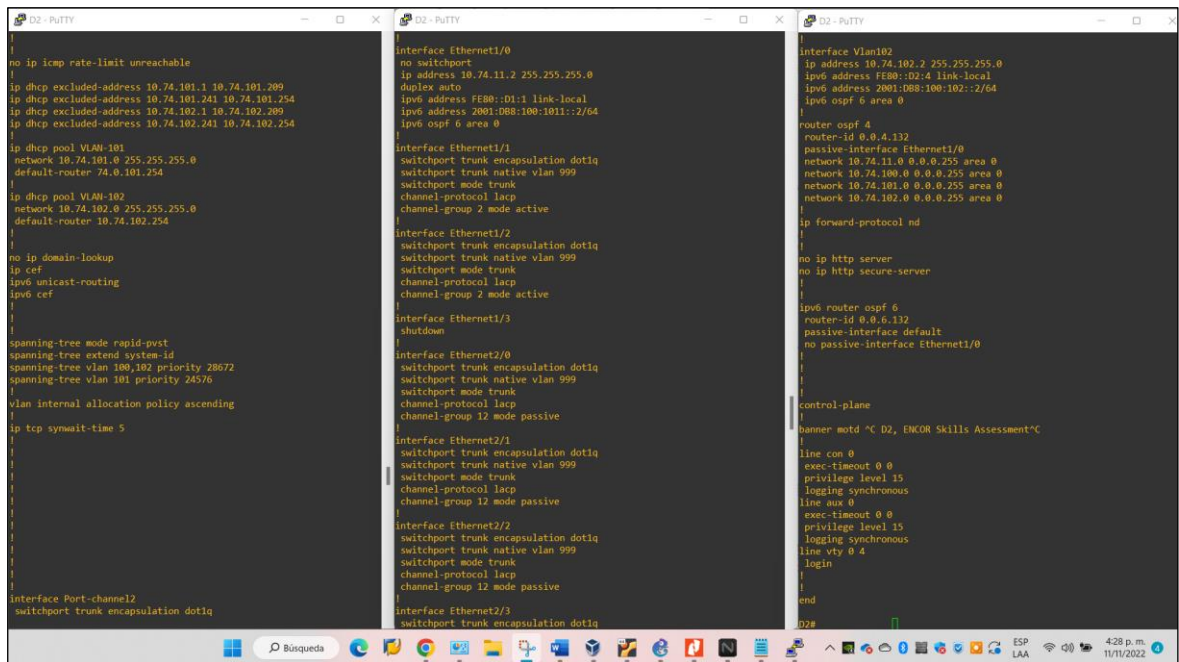 D2 - PuTTY
!
!
no ip icmp rate-limit unreachable
!
ip dhcp excluded-address 10.74.101.1 10.74.101.209
ip dhcp excluded-address 10.74.101.241 10.74.101.254
ip dhcp excluded-address 10.74.102.1 10.74.102.209
ip dhcp excluded-address 10.74.102.241 10.74.102.254
!
ip dhcp pool VLAN-101
network 10.74.101.0 255.255.255.0
default-router 74.0.101.254
!
ip dhcp pool VLAN-102
network 10.74.102.0 255.255.255.0
default-router 10.74.102.254
!
!
no ip domain-lookup
ip cef
ipv6 unicast-routing
ipv6 cef
!
!
!
spanning-tree mode rapid-pvst
spanning-tree extend system-id
spanning-tree vlan 100,102 priority 28672
spanning-tree vlan 101 priority 24576
!
vlan internal allocation policy ascending
!
ip tcp synwait-time 5
!
!
!
!
!
!
!
!
!
!
!
!
!
interface Port-channel2
switchport trunk encapsulation dot1q
D2 - PuTTY
!
interface Ethernet1/0
no switchport
ip address 10.74.11.2 255.255.255.0
duplex auto
ipv6 address FE80::D1:1 link-local
ipv6 address 2001:DB8:100:1011::2/64
ipv6 ospf 6 area 0
!
interface Ethernet1/1
switchport trunk encapsulation dot1q
switchport trunk native vlan 999
switchport mode trunk
channel-protocol lacp
channel-group 2 mode active
!
interface Ethernet1/2
switchport trunk encapsulation dot1q
switchport trunk native vlan 999
switchport mode trunk
channel-protocol lacp
channel-group 2 mode active
!
interface Ethernet1/3
shutdown
!
interface Ethernet2/0
switchport trunk encapsulation dot1q
switchport trunk native vlan 999
switchport mode trunk
channel-protocol lacp
channel-group 12 mode passive
!
interface Ethernet2/1
switchport trunk encapsulation dot1q
switchport trunk native vlan 999
switchport mode trunk
channel-protocol lacp
channel-group 12 mode passive
!
interface Ethernet2/2
switchport trunk encapsulation dot1q
switchport trunk native vlan 999
switchport mode trunk
channel-protocol lacp
channel-group 12 mode passive
!
interface Ethernet2/3
switchport trunk encapsulation dot1q
D2 - PuTTY
!
interface Vlan102
ip address 10.74.102.2 255.255.255.0
ipv6 address FE80::D2:4 link-local
ipv6 address 2001:DB8:100:102::2/64
ipv6 ospf 6 area 0
!
router ospf 4
router-id 0.0.4.132
passive-interface Ethernet1/0
network 10.74.11.0 0.0.0.255 area 0
network 10.74.100.0 0.0.0.255 area 0
network 10.74.101.0 0.0.0.255 area 0
network 10.74.102.0 0.0.0.255 area 0
!
ip forward-protocol nd
!
!
no ip http server
no ip http secure-server
!
!
ipv6 router ospf 6
router-id 0.0.6.132
passive-interface default
no passive-interface Ethernet1/0
!
!
!
!
control-plane
!
banner motd ^C D2, ENCOR Skills Assessment^C
!
line con 0
exec-timeout 0 0
privilege level 15
logging synchronous
line aux 0
exec-timeout 0 0
privilege level 15
logging synchronous
line vty 0 4
login
!
!
end
D2#
Búsqueda
ESP
LAA
4:28 p. m.
11/11/2022
4